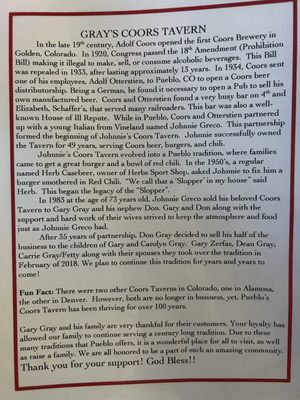 GRAY'S COORS TAVERN
In the late 19th century, Adolf Coors opened the first Coors Brewery in
Golden, Colorado. In 1920, Congress passed the 18th Amendment (Prohibition
Bill) making it illegal to make, sell, or consume alcoholic beverages. This Bill
was repealed in 1933, after lasting approximately 13 years. In 1934, Coors sent
one of his employees, Adolf Otterstien, to Pueblo, CO to open a Coors beer
distributorship. Being a German, he found it necessary to open a Pub to sell his
own manufactured beer. Coors and Otterstien found a very busy bar on 4th and
Elizabeth, Schaffer's, that served many railroaders. This bar was also a well-
known House of Ill Repute. While in Pueblo, Coors and Otterstien partnered
up with a young Italian from Vineland named Johnnie Greco. This partnership
formed the beginning of Johnnie's Coors Tavern. Johnnie successfully owned
the Tavern for 49 years, serving Coors beer, burgers, and chili.
Johnnie's Coors Tavern evolved into a Pueblo tradition, where families
came to get a great burger and a bowl of red chili. In the 1950's, a regular
named Herb Casebeer, owner of Herbs Sport Shop, asked Johnnie to fix him a
burger smothered in Red Chili. "We call that a 'Slopper' in my house" said
Herb. This began the legacy of the "Slopper".
In 1983 at the age of 73 years old, Johnnie Greco sold his beloved Coors
Tavern to Gary Gray and his nephew Don. Gary and Don along with the
support and hard work of their wives strived to keep the atmosphere and food
just as Johnnie Greco had.
After 35 years of partnership, Don Gray decided to sell his half of the
business to the children of Gary and Carolyn Gray. Gary Zerfas, Dean Gray,
Carrie Gray/Fetty along with their spouses they took over the tradition in
February of 2018. We plan to continue this tradition for years and years to
come!
Fun Fact: There were two other Coors Taverns in Colorado, one in Alamosa,
the other in Denver. However, both are no longer in business, yet, Pueblo's
Coors Tavern has been thriving for over 100 years.
Gary Gray and his family are very thankful for their customers. Your loyalty has
allowed our family to continue serving a century long tradition. Due to these
many traditions that Pueblo offers, it is a wonderful place for all to visit, as well
as raise a family. We are all honored to be a part of such an amazing community.
Thank you for your support! God Bless!!